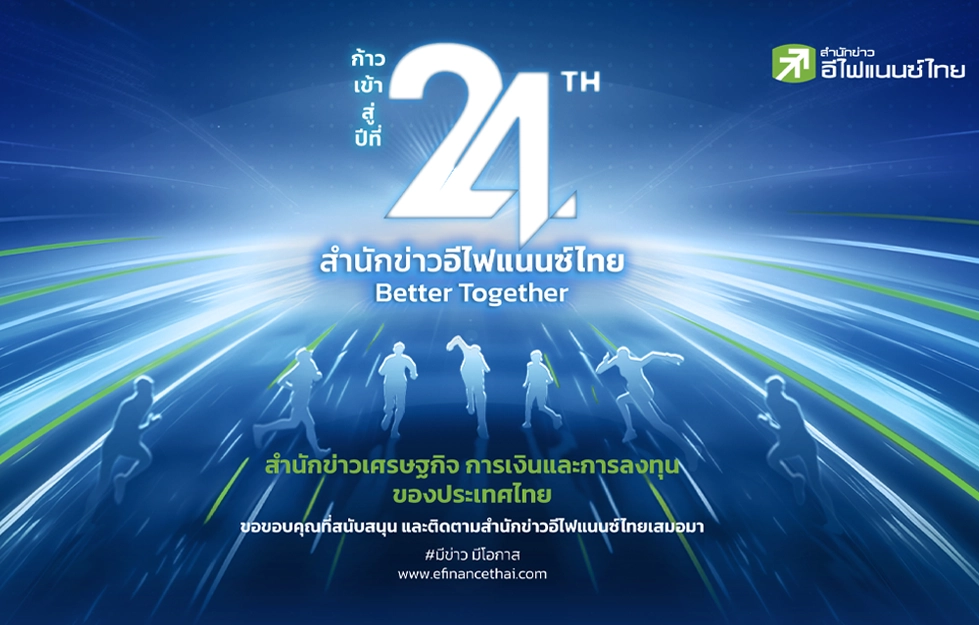 ก้าว
เข้า
สู่
ปีที่
24TH
สำนักข่าว
อีไฟแนนซ์ไทย
สำนักข่าวอีไฟแนนซ์ไทย
Better Together
สำนักข่าวเศรษฐกิจ การเงินและการลงทุน
ของประเทศไทย
ขอขอบคุณที่สนับสนุน และติดตามสำนักข่าวอีไฟแนนซ์ไทยเสมอมา
#มีข่าว มีโอกาส
www.efinancethai.com